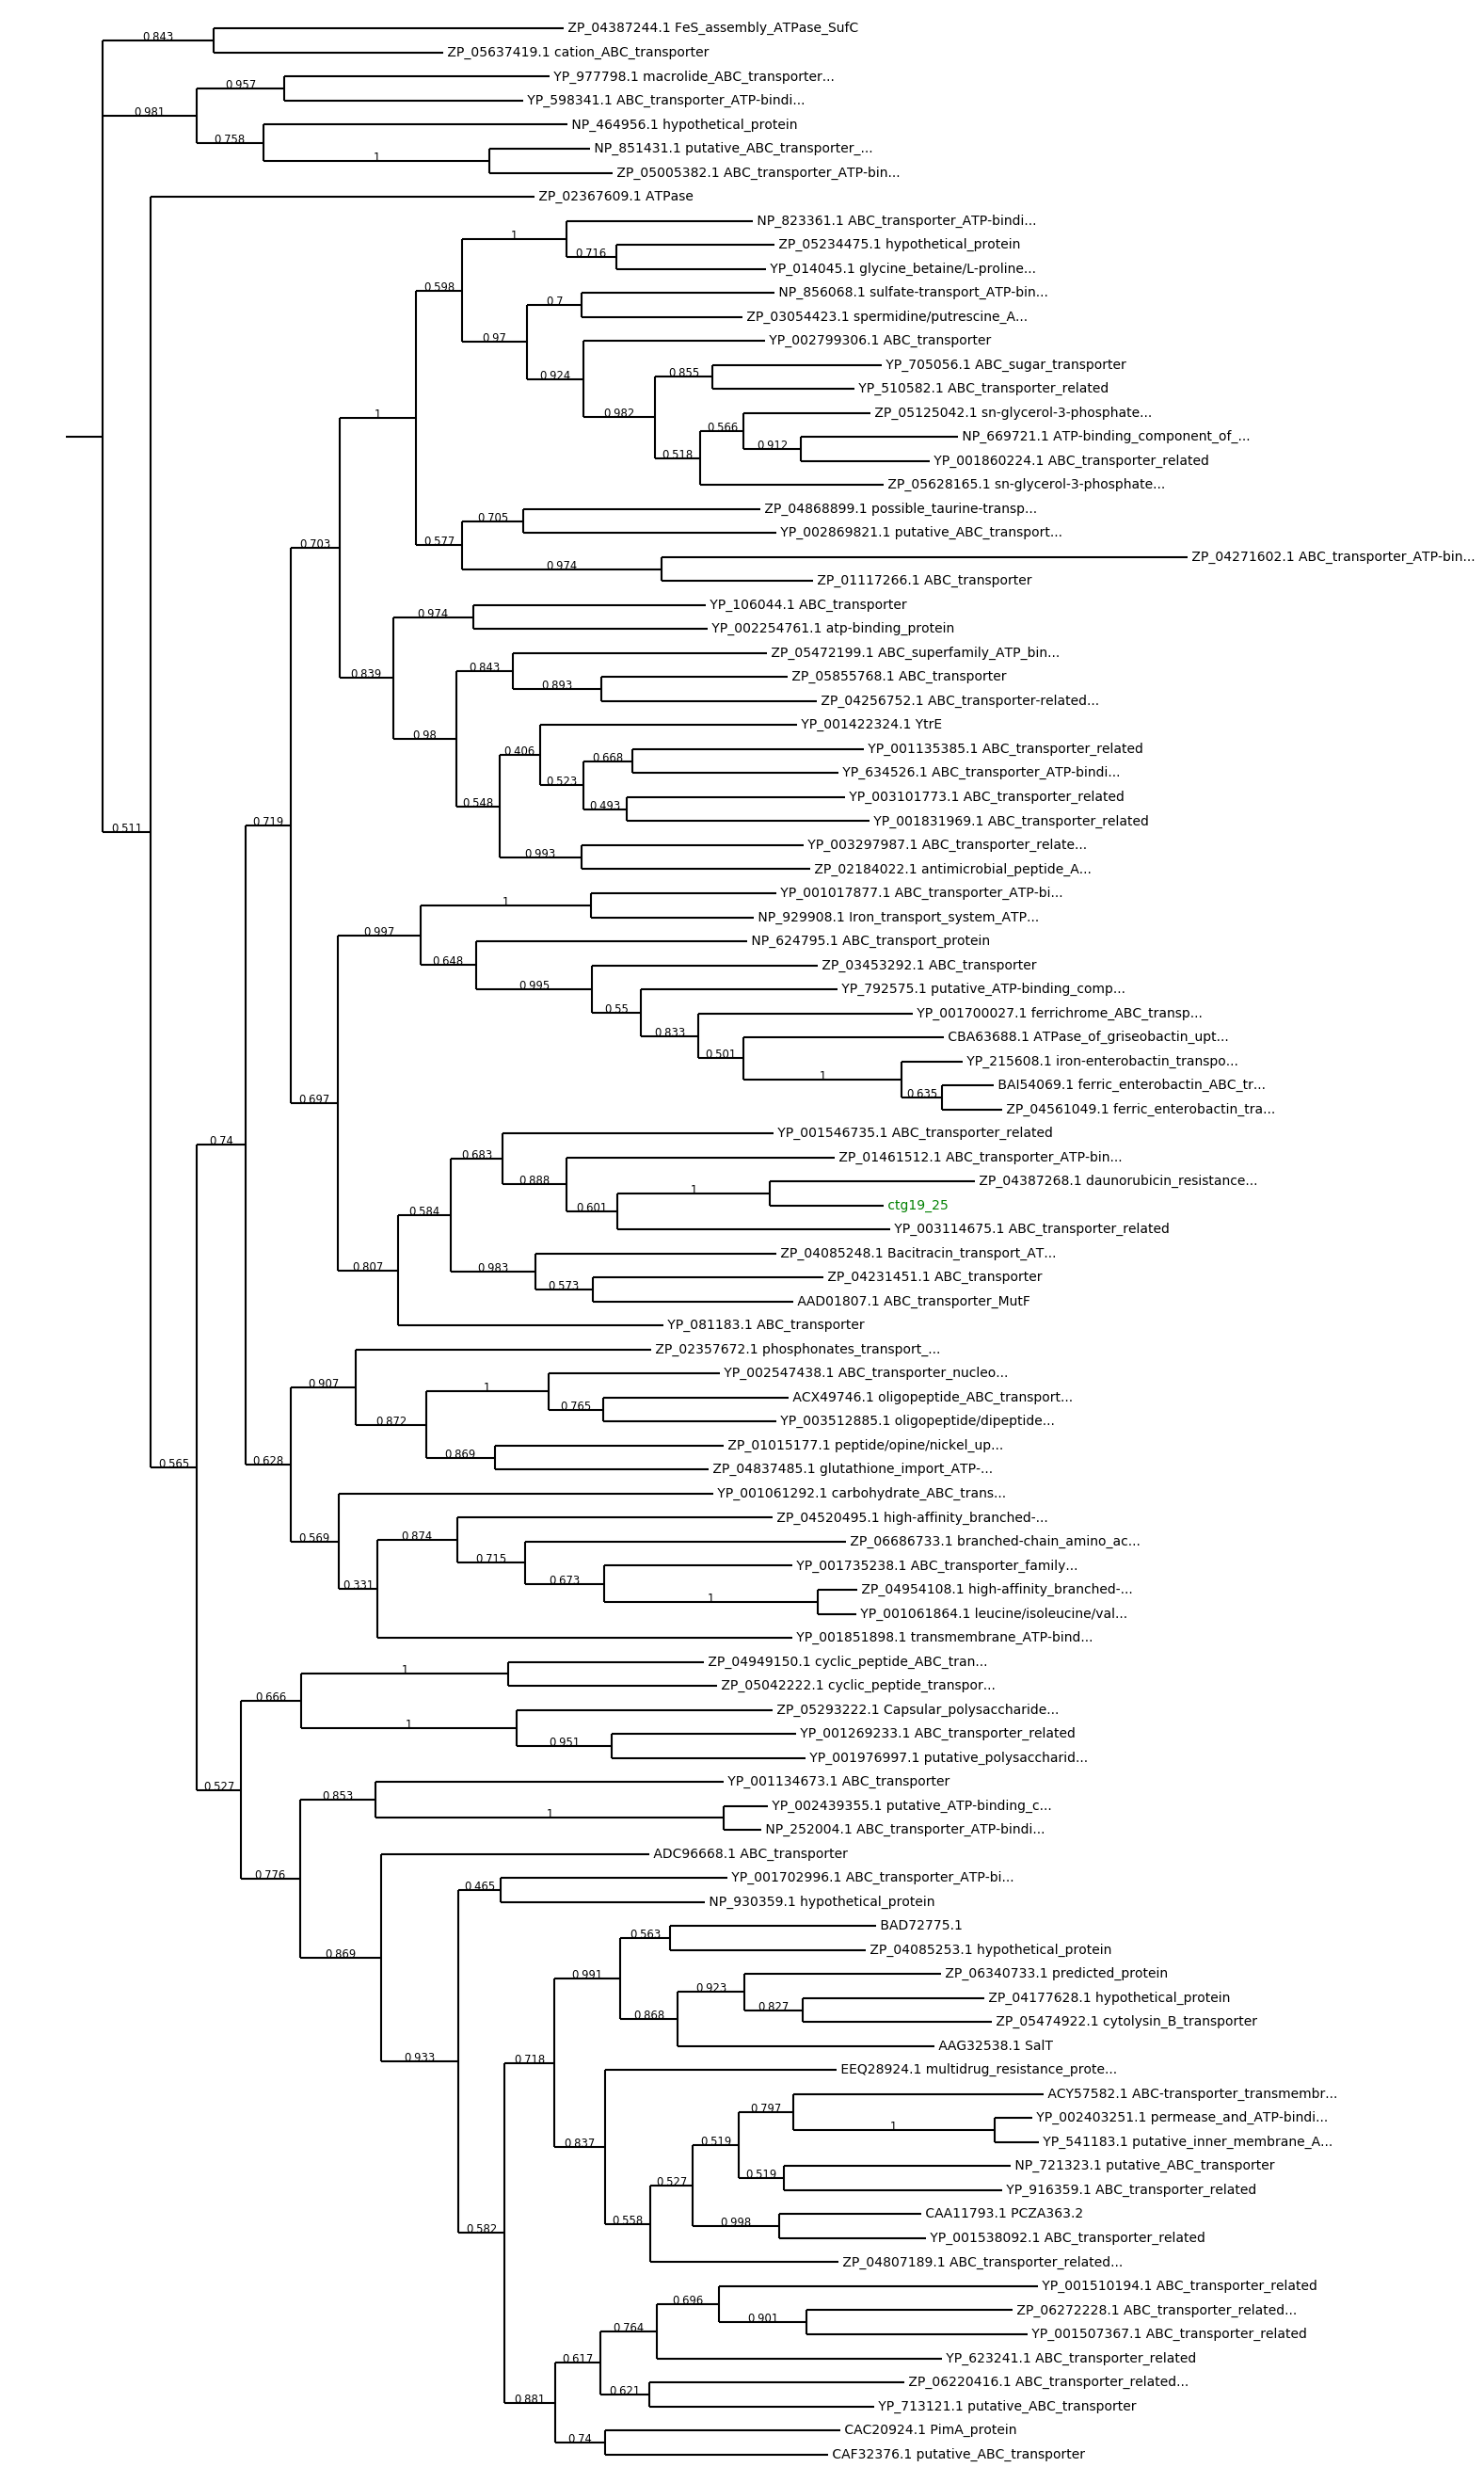 ZP_04387244.1 FeS_assembly_ATPase_SufC
0.843
ZP_05637419.1 cation_ABC_transporter
YP_977798.1 macrolide_ABC_transporter...
0.957
YP_598341.1 ABC_transporter_ATP-bindi...
0.981
NP_464956.1 hypothetical_protein
0.758
NP_851431.1 putative_ABC_transporter_...
1
ZP_05005382.1 ABC_transporter_ATP-bin...
ZP_02367609.1 ATPase
NP_823361.1 ABC_transporter_ATP-bindi...
1
ZP_05234475.1 hypothetical_protein
0.716
YP_014045.1 glycine_betaine/L-proline...
0.598
NP_856068.1 sulfate-transport_ATP-bin...
0.7
ZP_03054423.1 spermidine/putrescine_A...
0.97
YP_002799306.1 ABC_transporter
0.924
YP_705056.1 ABC_sugar_transporter
0.855
YP_510582.1 ABC_transporter_related
0.982
ZP_05125042.1 sn-glycerol-3-phosphate...
1
0.566
NP_669721.1 ATP-binding_component_of_...
0.912
0.518
YP_001860224.1 ABC_transporter_related
ZP_05628165.1 sn-glycerol-3-phosphate...
ZP_04868899.1 possible_taurine-transp...
0.705
YP_002869821.1 putative_ABC_transport...
0.703
0.577
ZP_04271602.1 ABC_transporter_ATP-bin...
0.974
ZP_01117266.1 ABC_transporter
YP_106044.1 ABC_transporter
0.974
YP_002254761.1 atp-binding_protein
0.839
ZP_05472199.1 ABC_superfamily_ATP_bin...
0.843
ZP_05855768.1 ABC_transporter
0.893
ZP_04256752.1 ABC_transporter-related...
0.98
YP_001422324.1 YtrE
0.406
YP_001135385.1 ABC_transporter_related
0.668
YP_634526.1 ABC_transporter_ATP-bindi...
0.523
YP_003101773.1 ABC_transporter_related
0.548
0.493
YP_001831969.1 ABC_transporter_related
0.511
0.719
YP_003297987.1 ABC_transporter_relate...
0.993
ZP_02184022.1 antimicrobial_peptide_A...
YP_001017877.1 ABC_transporter_ATP-bi...
1
NP_929908.1 Iron_transport_system_ATP...
0.997
NP_624795.1 ABC_transport_protein
0.648
ZP_03453292.1 ABC_transporter
0.995
YP_792575.1 putative_ATP-binding_comp...
0.55
YP_001700027.1 ferrichrome_ABC_transp...
0.833
CBA63688.1 ATPase_of_griseobactin_upt...
0.501
YP_215608.1 iron-enterobactin_transpo...
1
BAI54069.1 ferric_enterobactin_ABC_tr...
0.635
0.697
ZP_04561049.1 ferric_enterobactin_tra...
YP_001546735.1 ABC_transporter_related
0.74
0.683
ZP_01461512.1 ABC_transporter_ATP-bin...
0.888
ZP_04387268.1 daunorubicin_resistance...
1
ctg19_25
0.584
0.601
YP_003114675.1 ABC_transporter_related
ZP_04085248.1 Bacitracin_transport_AT...
0.807
0.983
ZP_04231451.1 ABC_transporter
0.573
AAD01807.1 ABC_transporter_MutF
YP_081183.1 ABC_transporter
ZP_02357672.1 phosphonates_transport_...
YP_002547438.1 ABC_transporter_nucleo...
0.907
1
ACX49746.1 oligopeptide_ABC_transport...
0.765
YP_003512885.1 oligopeptide/dipeptide...
0.872
ZP_01015177.1 peptide/opine/nickel_up...
0.869
0.565
0.628
ZP_04837485.1 glutathione_import_ATP-...
YP_001061292.1 carbohydrate_ABC_trans...
ZP_04520495.1 high-affinity_branched-...
0.569
0.874
ZP_06686733.1 branched-chain_amino_ac...
0.715
YP_001735238.1 ABC_transporter_family...
0.331
0.673
ZP_04954108.1 high-affinity_branched-...
1
YP_001061864.1 leucine/isoleucine/val...
YP_001851898.1 transmembrane_ATP-bind...
ZP_04949150.1 cyclic_peptide_ABC_tran...
1
ZP_05042222.1 cyclic_peptide_transpor...
0.666
ZP_05293222.1 Capsular_polysaccharide...
1
YP_001269233.1 ABC_transporter_related
0.951
YP_001976997.1 putative_polysaccharid...
0.527
YP_001134673.1 ABC_transporter
0.853
YP_002439355.1 putative_ATP-binding_c...
1
NP_252004.1 ABC_transporter_ATP-bindi...
ADC96668.1 ABC_transporter
0.776
YP_001702996.1 ABC_transporter_ATP-bi...
0.465
NP_930359.1 hypothetical_protein
BAD72775.1
0.869
0.563
ZP_04085253.1 hypothetical_protein
0.991
ZP_06340733.1 predicted_protein
0.923
ZP_04177628.1 hypothetical_protein
0.827
0.868
ZP_05474922.1 cytolysin_B_transporter
AAG32538.1 SalT
0.933
0.718
EEQ28924.1 multidrug_resistance_prote...
ACY57582.1 ABC-transporter_transmembr...
0.797
YP_002403251.1 permease_and_ATP-bindi...
1
0.837
0.519
YP_541183.1 putative_inner_membrane_A...
NP_721323.1 putative_ABC_transporter
0.519
0.527
YP_916359.1 ABC_transporter_related
CAA11793.1 PCZA363.2
0.582
0.558
0.998
YP_001538092.1 ABC_transporter_related
ZP_04807189.1 ABC_transporter_related...
YP_001510194.1 ABC_transporter_related
0.696
ZP_06272228.1 ABC_transporter_related...
0.901
0.764
YP_001507367.1 ABC_transporter_related
YP_623241.1 ABC_transporter_related
0.617
ZP_06220416.1 ABC_transporter_related...
0.621
0.881
YP_713121.1 putative_ABC_transporter
CAC20924.1 PimA_protein
0.74
CAF32376.1 putative_ABC_transporter